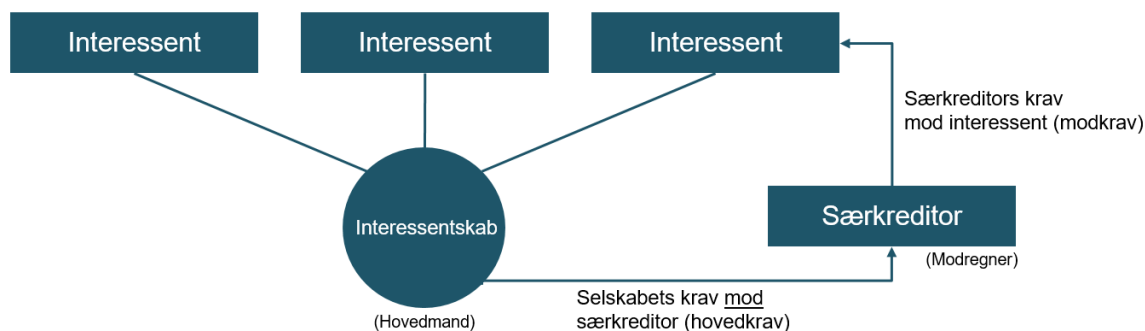 Interessent
Interessent
Interessent
Særkreditors krav
mod interessent (modkrav)
Interessentskab
Særkreditor
(Modregner)
(Hovedmand)
Selskabets krav mod
særkreditor (hovedkrav)